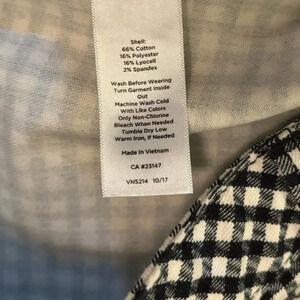 Shell:
66% Cotton
16% Polyester
16% Lyocell
2% Spandex
Wash Before Wearing
Turn Garment Inside
Out
Machine Wash Cold
With Like Colors
Only Non-Chlorine
Bleach When Needed
Tumble Dry Low
Warm Iron, If Needed
Made In Vietnam
CA #23147
VN5214 10/17